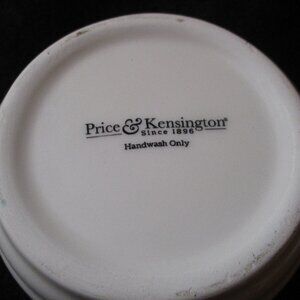 Price & Kensington®
Since 1896
Handwash Only